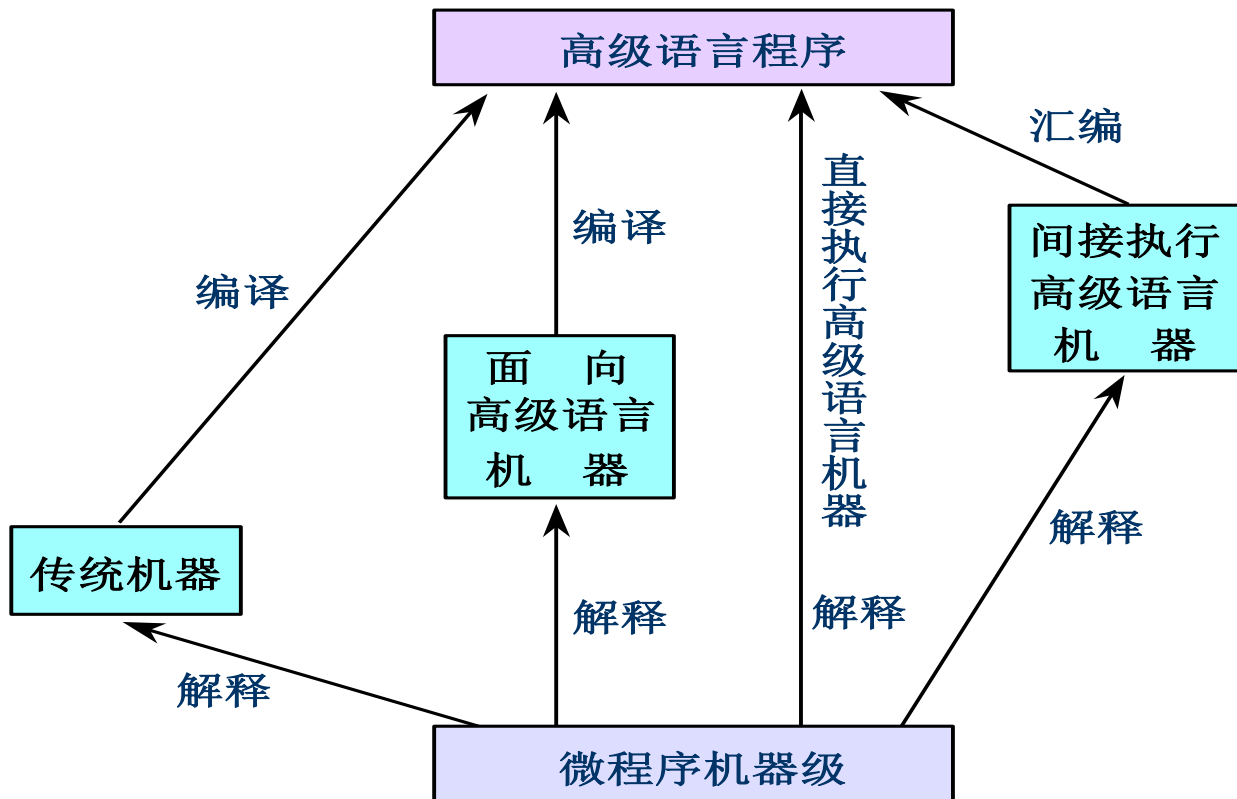 高级语言程序
汇编
直接执行高级语言机器
编译
间接执行
高级语言
机 器
编译
面 向
高级语言
机 器
解释
传统机器
解释
解释
解释
微程序机器级